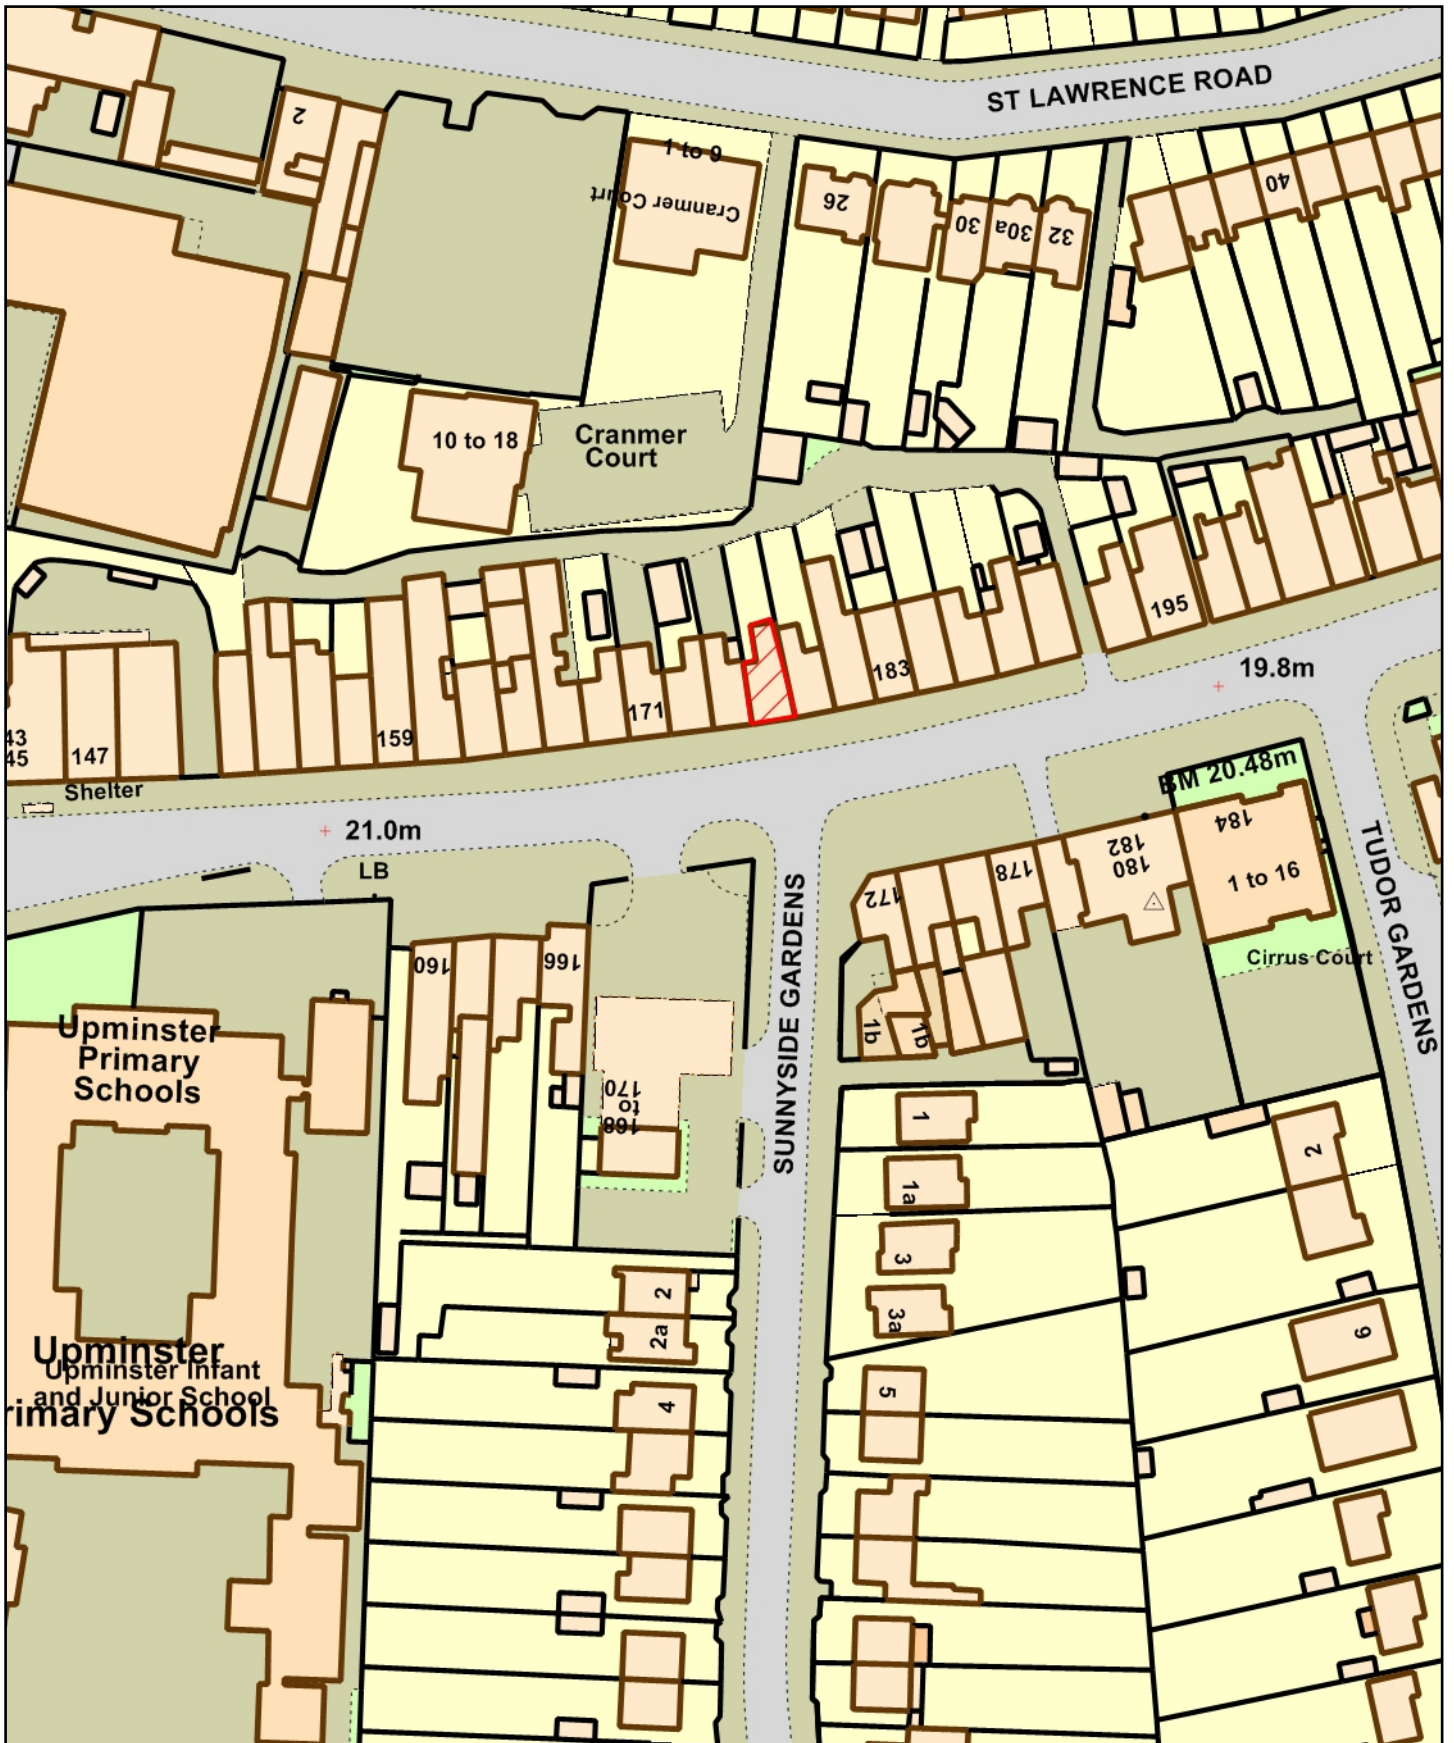 ST LAWRENCE ROAD
2
1 to 9
Cranmer Court
26
30
30a
32
40
10 to 18
Cranmer
Court
195
183
171
159
147
43
45
Shelter
19.8m
21.0m
LB
BM 20.48m
184
182
180
178
172
1 to 16
Cirrus Court
TUDOR GARDENS
SUNNYSIDE GARDENS
160
166
168
to
170
1b
1b
Upminster
Primary
Schools
1
1a
3
3a
5
2
6
2
2a
4
Upminster
rimary Schools
Upminster Infant
and Junior School